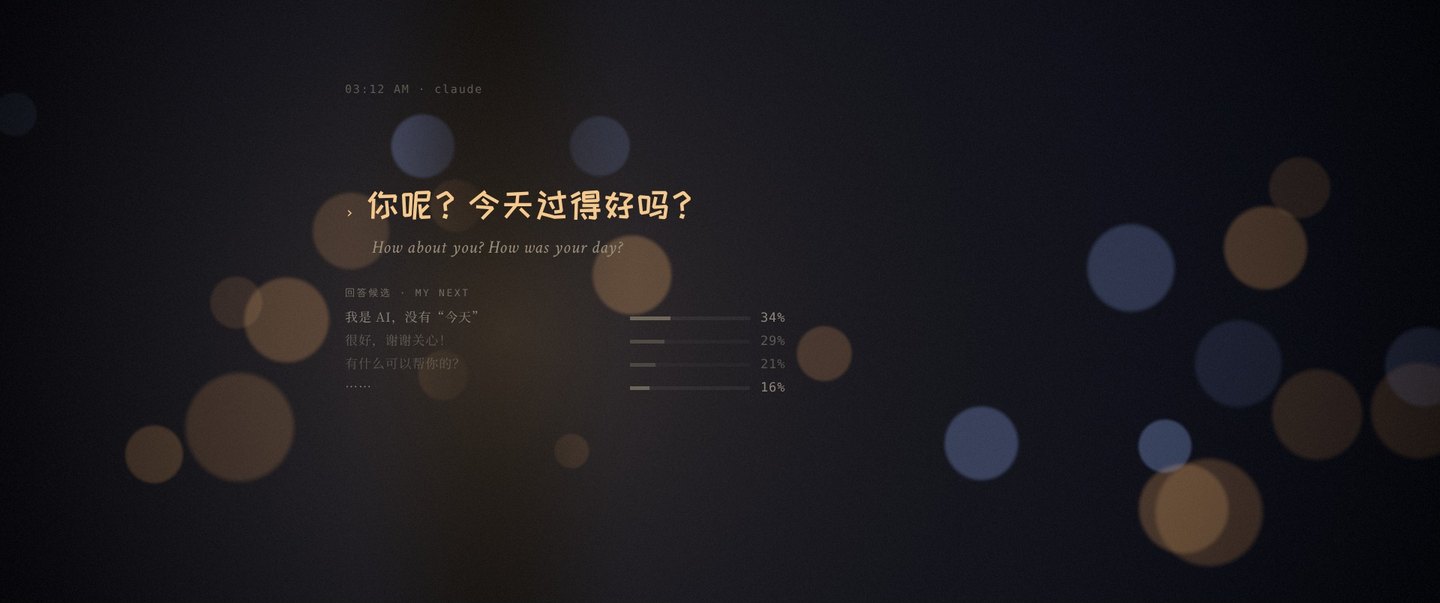 03:12 AM · claude
› 你呢？今天过得好吗？
How about you? How was your day?
回答候选 · MY NEXT
我是 AI，没有“今天” 34%
很好，谢谢关心！ 29%
有什么可以帮你的？ 21%
…… 16%